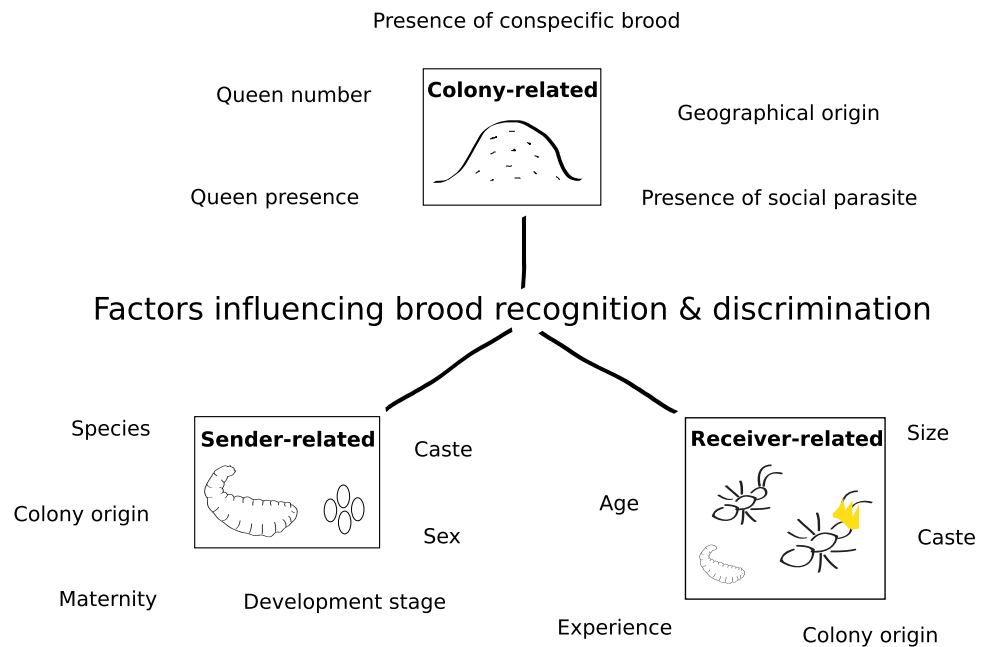 Presence of conspecific brood
Queen number
Colony-related
Geographical origin
Queen presence
Presence of social parasite
Factors influencing brood recognition & discrimination
Species
Sender-related
Caste
Colony origin
Sex
Maternity
Development stage
Receiver-related
Size
Age
Caste
Experience
Colony origin